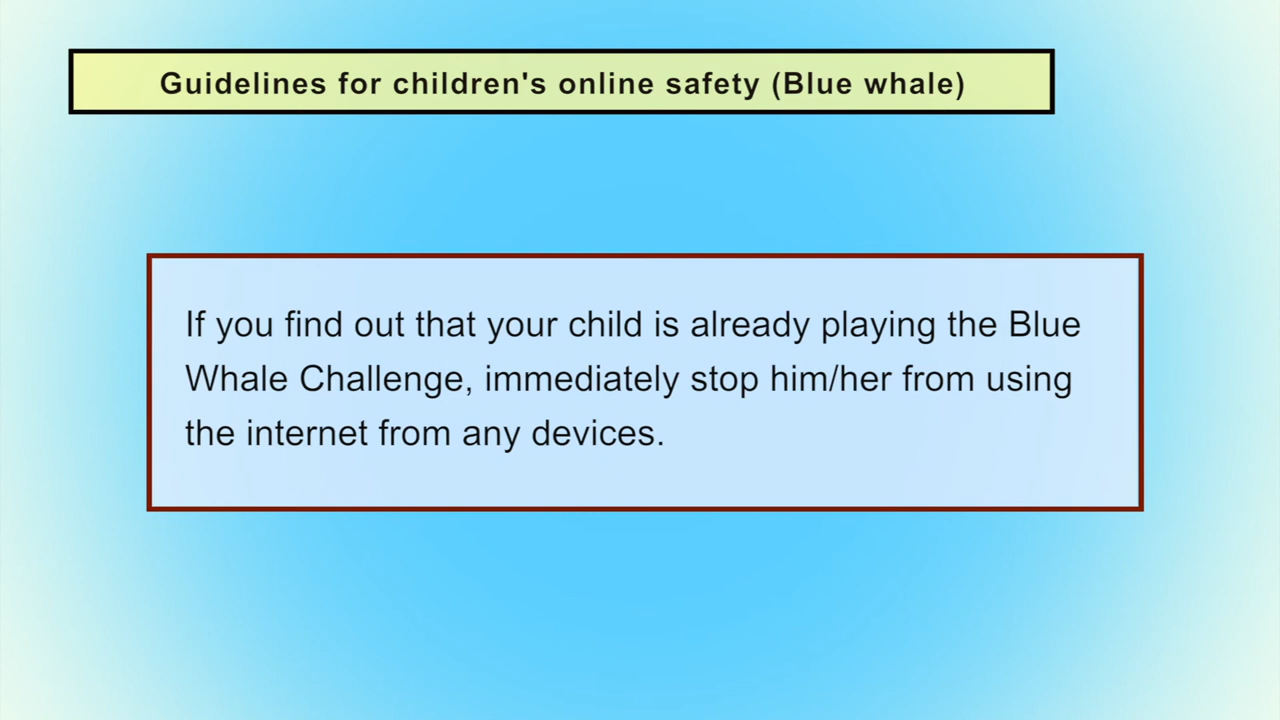 Guidelines for children's online safety (Blue whale)
If you find out that your child is already playing the Blue
Whale Challenge, immediately stop him/her from using
the internet from any devices.